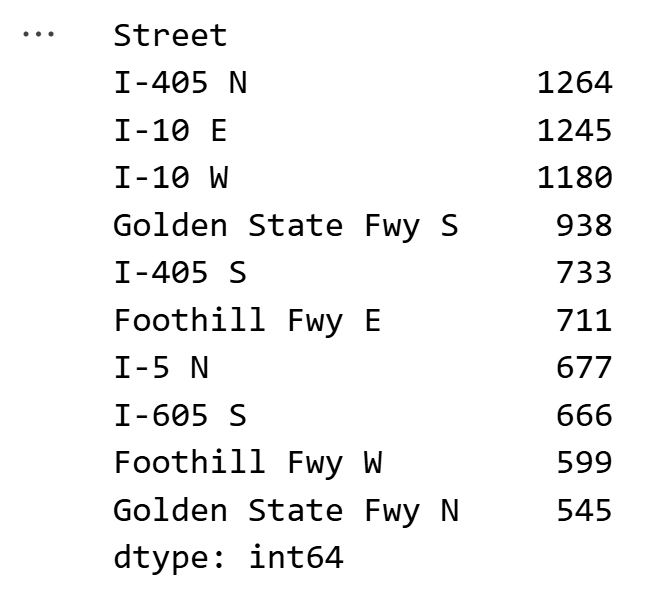 ...
Street
I-405 N 1264
I-10 E 1245
I-10 W 1180
Golden State Fwy S 938
I-405 S 733
Foothill Fwy E 711
I-5 N 677
I-605 S 666
Foothill Fwy W 599
Golden State Fwy N 545
dtype: int64